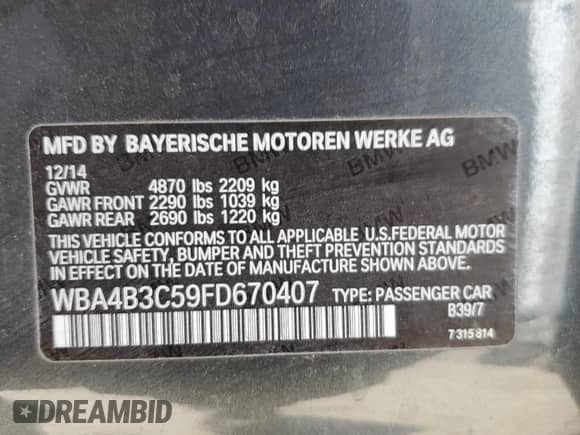 MFD BY BAYERISCHE MOTOREN WERKE AG
12/14
GVWR 4870 lbs 2209 kg
GAWR FRONT 2290 lbs 1039 kg
GAWR REAR 2690 lbs 1220 kg
THIS VEHICLE CONFORMS TO ALL APPLICABLE U.S.FEDERAL MOTOR
VEHICLE SAFETY, BUMPER AND THEFT PREVENTION STANDARDS
IN EFFECT ON THE DATE OF MANUFACTURE SHOWN ABOVE.
WBA4B3C59FD670407 TYPE: PASSENGER CAR
B39/7
7 315 814
DREAMBID